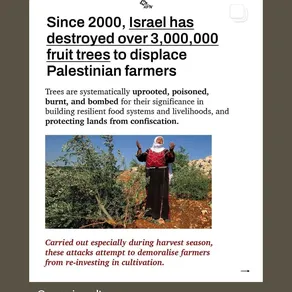 Since 2000, Israel has
destroyed over 3,000,000
fruit trees to displace
Palestinian farmers
Trees are systematically uprooted, poisoned,
burnt, and bombed for their significance in
building resilient food systems and livelihoods, and
protecting lands from confiscation.
Carried out especially during harvest season,
these attacks attempt to demoralise farmers
from re-investing in cultivation.